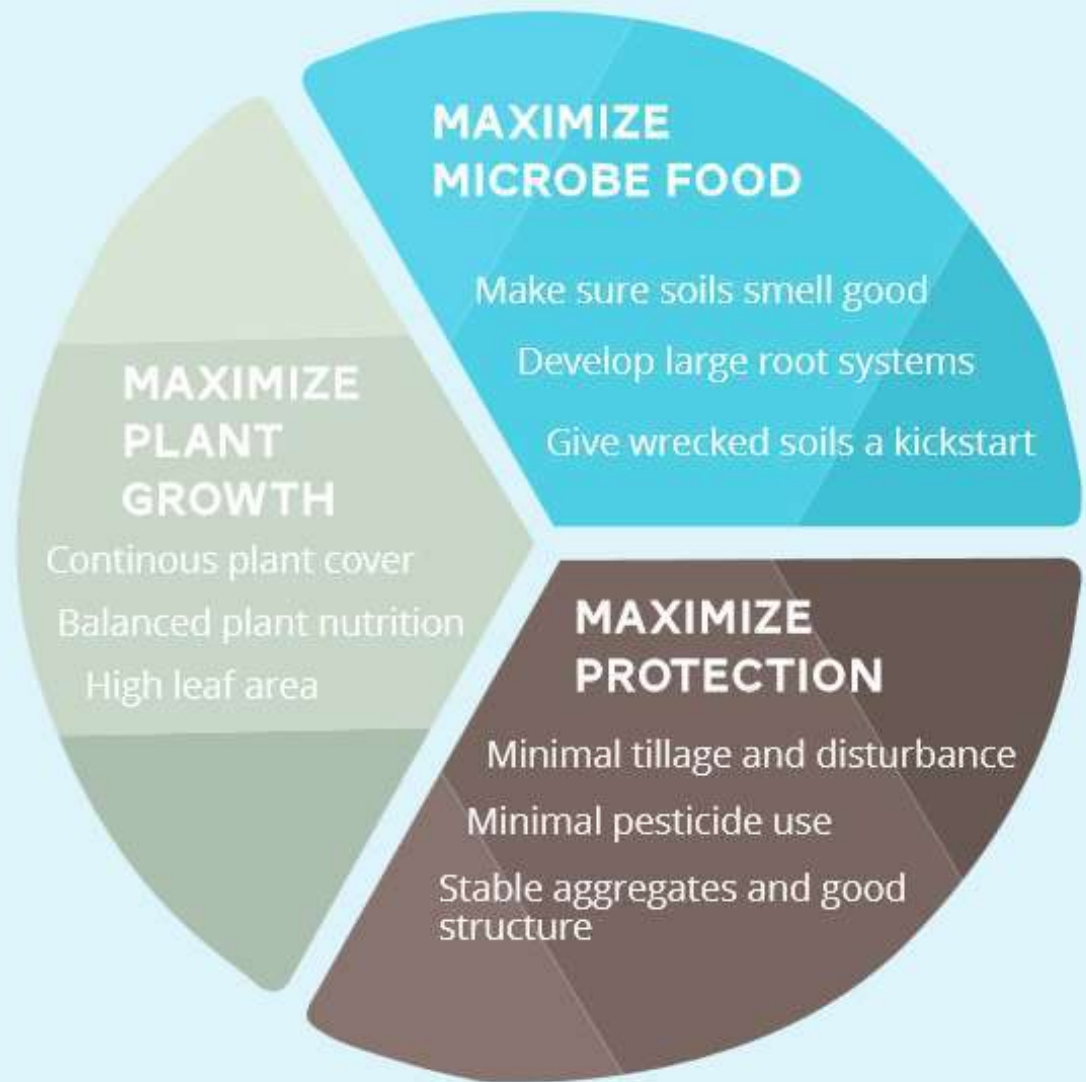 MAXIMIZE
MICROBE FOOD
Make sure soils smell good
Develop large root systems
Give wrecked soils a kickstart
MAXIMIZE
PLANT
GROWTH
Continous plant cover
Balanced plant nutrition
High leaf area
MAXIMIZE
PROTECTION
Minimal tillage and disturbance
Minimal pesticide use
Stable aggregates and good
structure